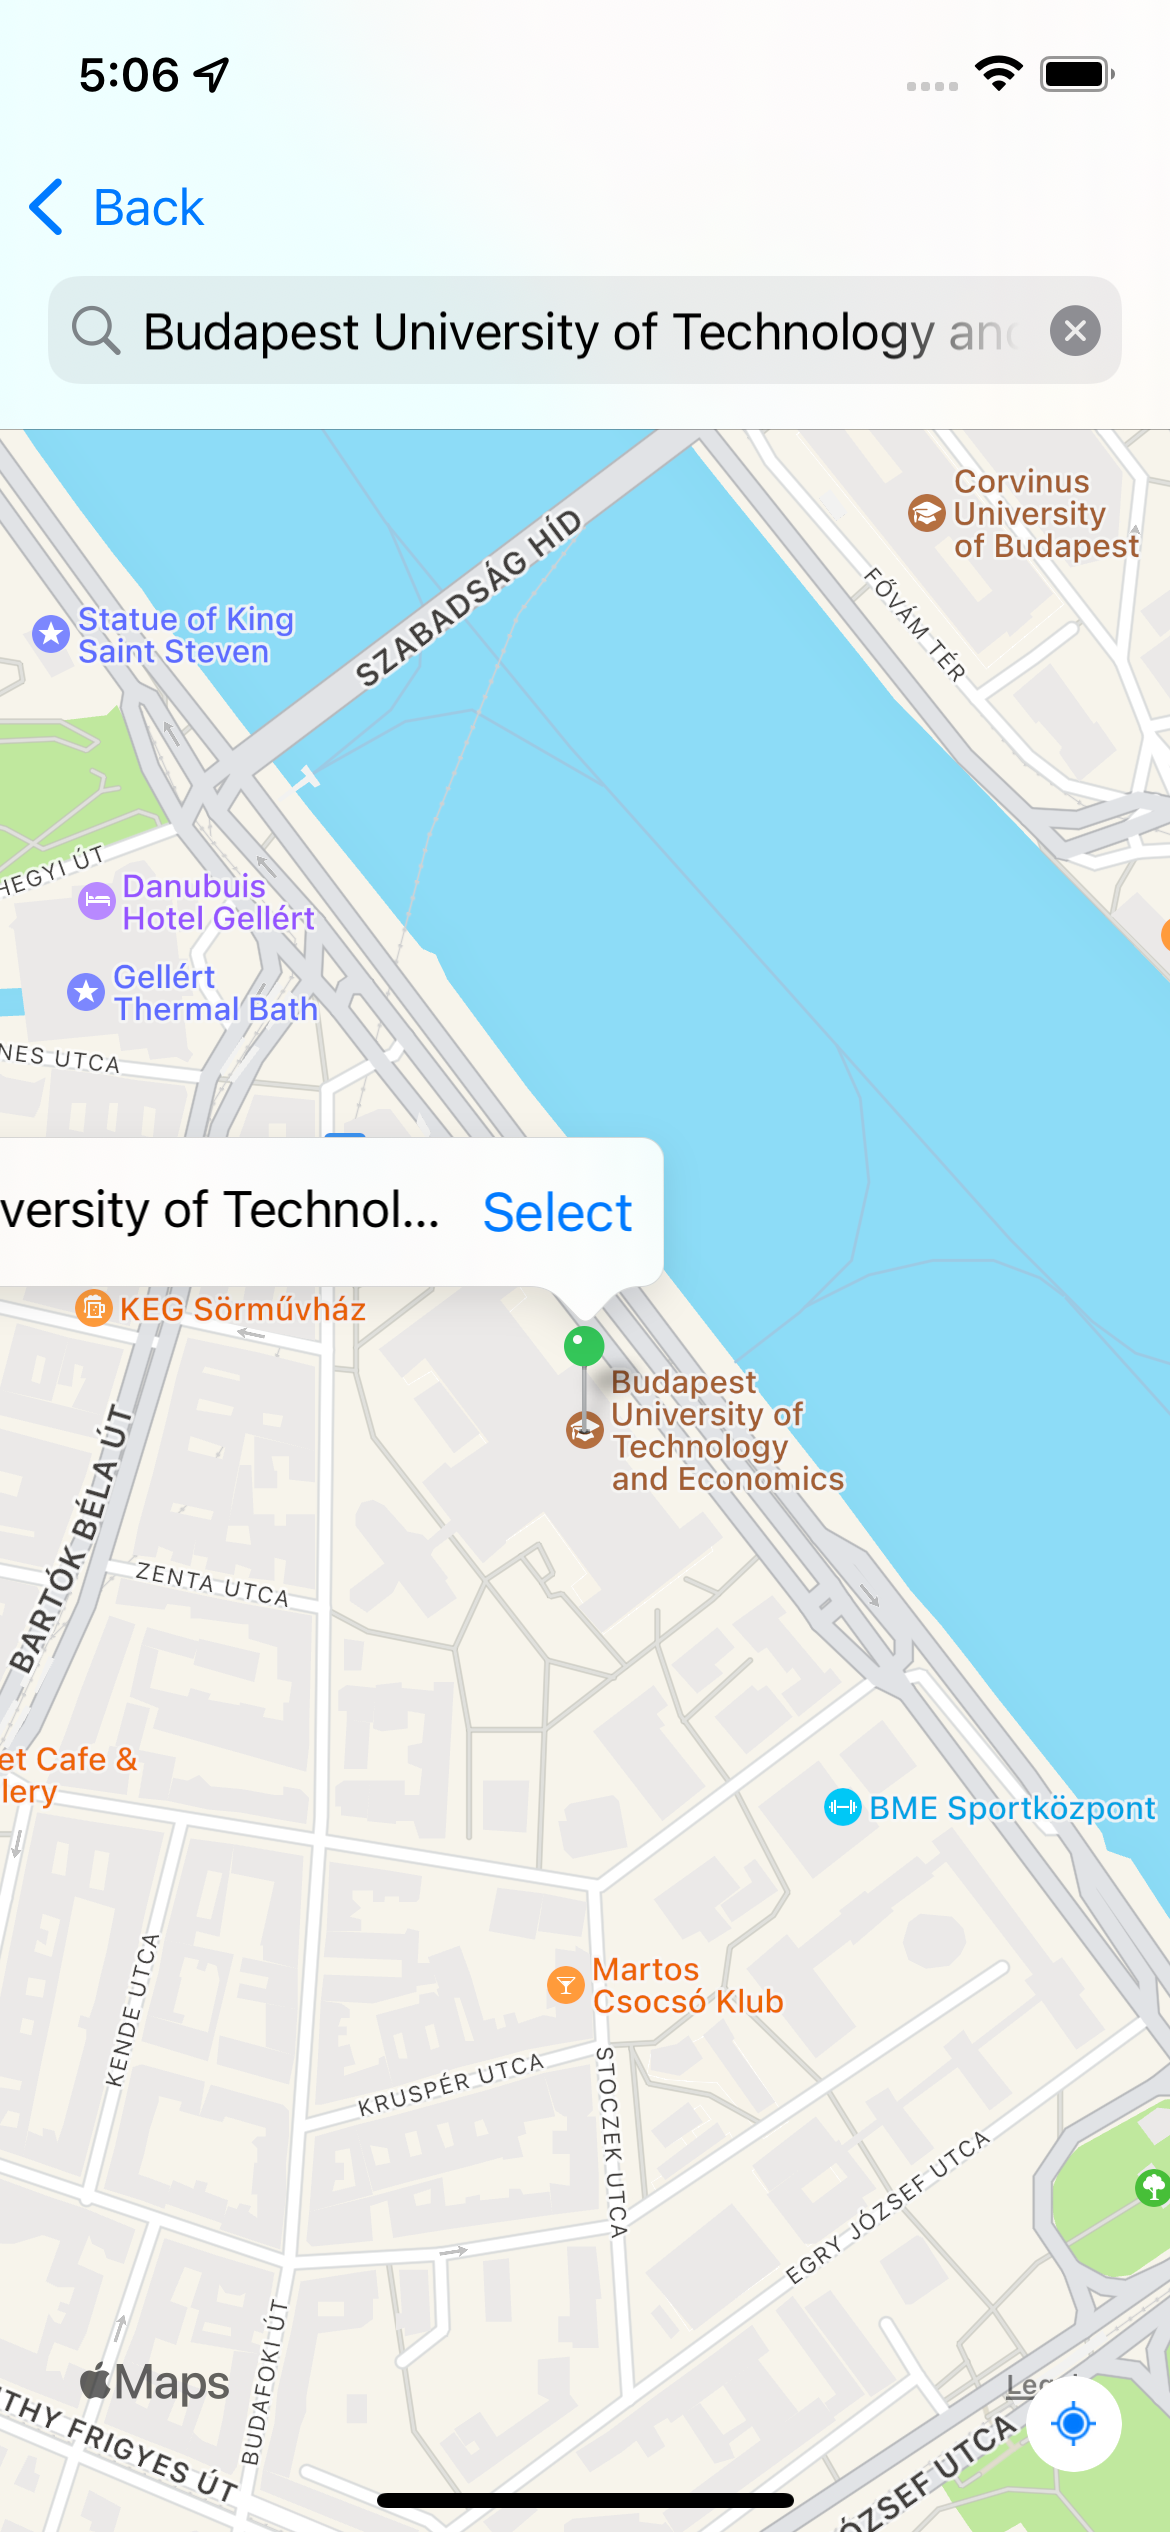 5:06
Back
Budapest University of Technology and
Corvinus
University
of Budapest
SZABADSÁG HÍD
FŐVÁM TÉR
Statue of King
Saint Steven
HEGYI ÚT
Danubuis
Hotel Gellért
Gellért
Thermal Bath
NES UTCA
versity of Technol...
Select
KEG Sörművház
Budapest
University of
Technology
and Economics
BARTÓK BÉLA ÚT
ZENTA UTCA
et Cafe &
lery
BME Sportközpont
Martos
Csocsó Klub
KENDE UTCA
KRUSPÉR UTCA
STOCZEK UTCA
EGRY JÓZSEF UTCA
BUDAFOKI ÚT
Maps
Legal
THY FRIGYES ÚT
ÓZSEF UTCA